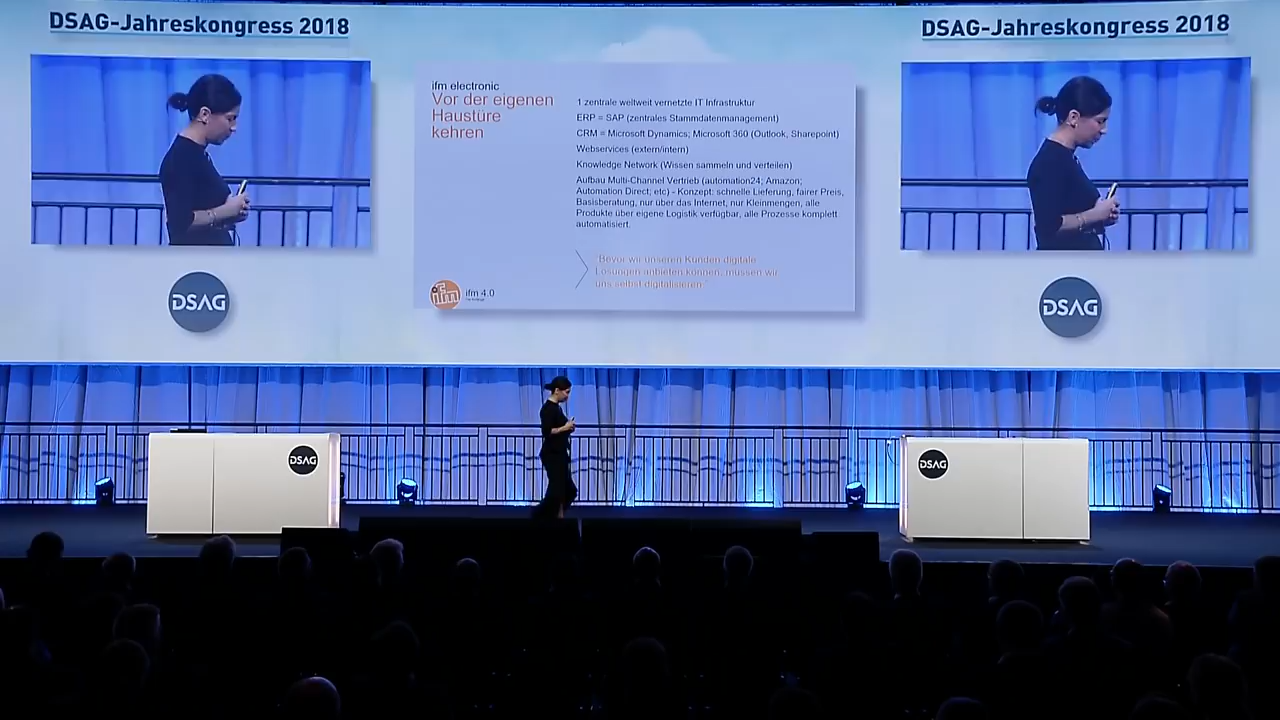 DSAG-Jahreskongress 2018
DSAG-Jahreskongress 2018
ifm electronic
Vor der eigenen
Haustüre
kehren
1 zentrale weltweit vernetzte IT Infrastruktur
ERP = SAP (zentrales Stammdatenmanagement)
CRM = Microsoft Dynamics; Microsoft 360 (Outlook, Sharepoint)
Webservices (extern/intern)
Knowledge Network (Wissen sammeln und verteilen)
Aufbau Multi-Channel Vertrieb (automation24; Amazon;
Automation Direct; etc) - Konzept: schnelle Lieferung, fairer Preis,
Basisberatung, nur über das Internet, nur Kleinmengen, alle
Produkte über eigene Logistik verfügbar, alle Prozesse komplett
automatisiert.
"Bevor wir unseren Kunden digitale
Lösungen anbieten können, müssen wir
uns selbst digitalisieren."
ifm
ifm 4.0
DSAG
DSAG
DSAG
DSAG